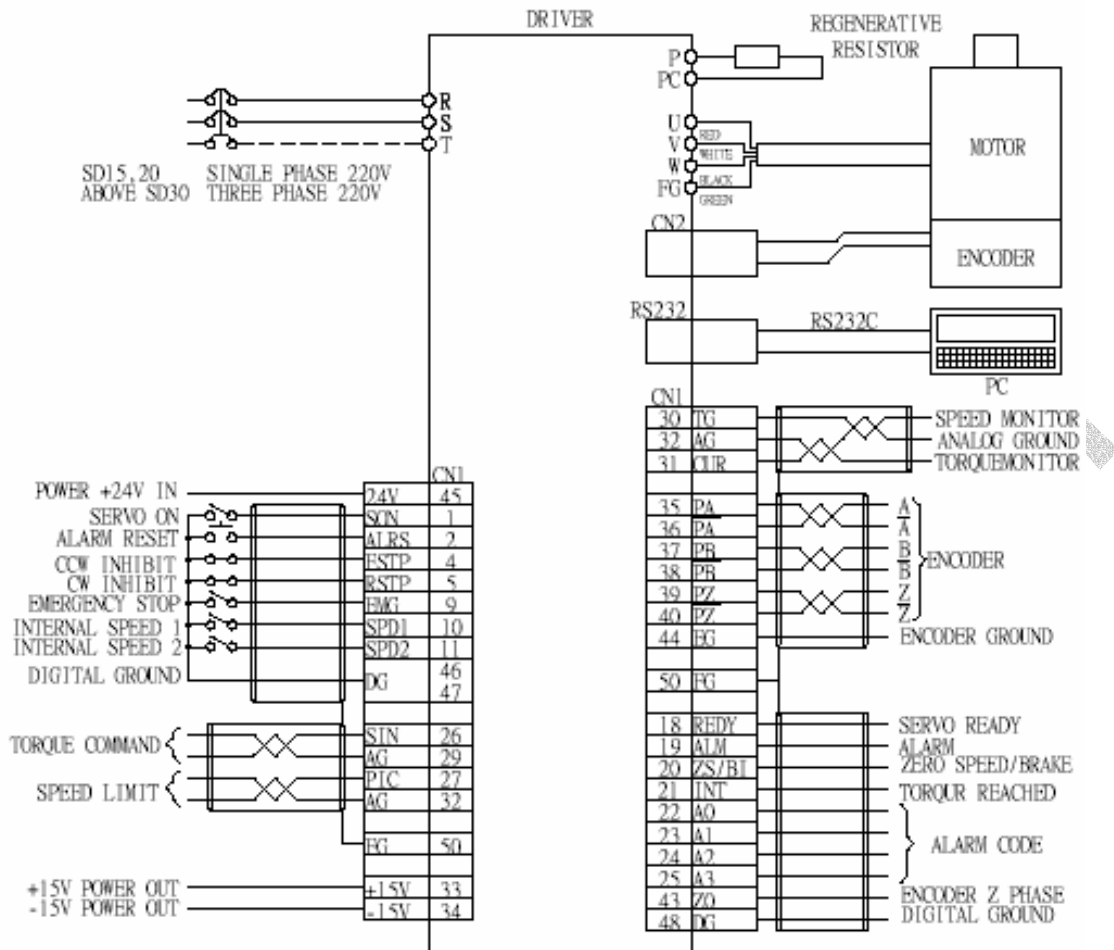 DRIVER
REGENERATIVE
RESISTOR
P
PC
R
S
T
SD15,20 SINGLE PHASE 220V
ABOVE SD30 THREE PHASE 220V
U
V
W
FG
RED
WHITE
BLACK
GREEN
MOTOR
CN2
ENCODER
RS232
RS232C
PC
CN1
30 TG SPEED MONITOR
32 AG ANALOG GROUND
31 CUR TORQUEMONITOR
35 PA A
36 PA A
37 PB B
38 PB B
39 PZ Z
40 PZ Z
ENCODER
44 EG ENCODER GROUND
50 FG
18 REDY SERVO READY
19 ALM ALARM
20 ZS/BI ZERO SPEED/BRAKE
21 INT TORQUR REACHED
22 A0
23 A1
24 A2
25 A3
ALARM CODE
43 ZO ENCODER Z PHASE
48 DG DIGITAL GROUND
CN1
POWER +24V IN 24V 45
SERVO ON SON 1
ALARM RESET ALRS 2
CCW INHIBIT FSTP 4
CW INHIBIT RSTP 5
EMERGENCY STOP EMG 9
INTERNAL SPEED 1 SPD1 10
INTERNAL SPEED 2 SPD2 11
DIGITAL GROUND DG 46
47
TORQUE COMMAND SIN 26
AG 29
SPEED LIMIT PIC 27
AG 32
FG 50
+15V POWER OUT +15V 33
-15V POWER OUT -15V 34